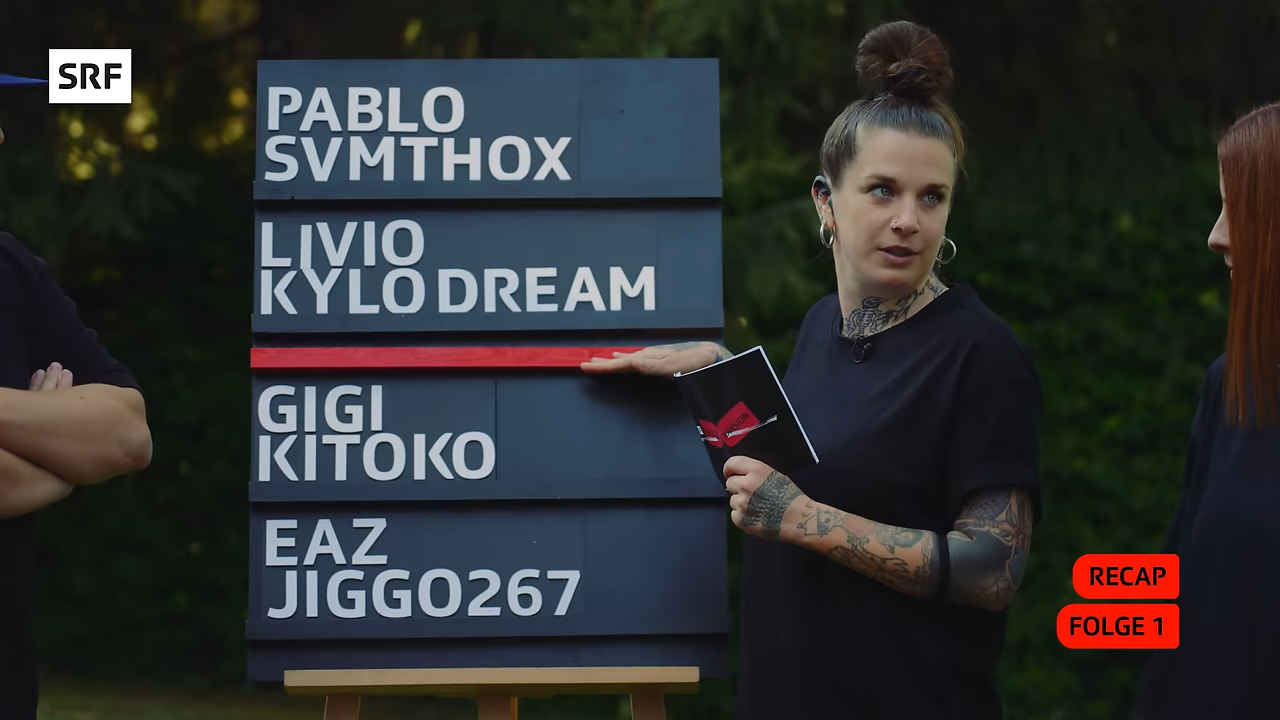 SRF
PABLO
SVMTHOX
LIVIO
KYLO DREAM
GIGI
KITOKO
EAZ
JIGGO267
RECAP
FOLGE 1